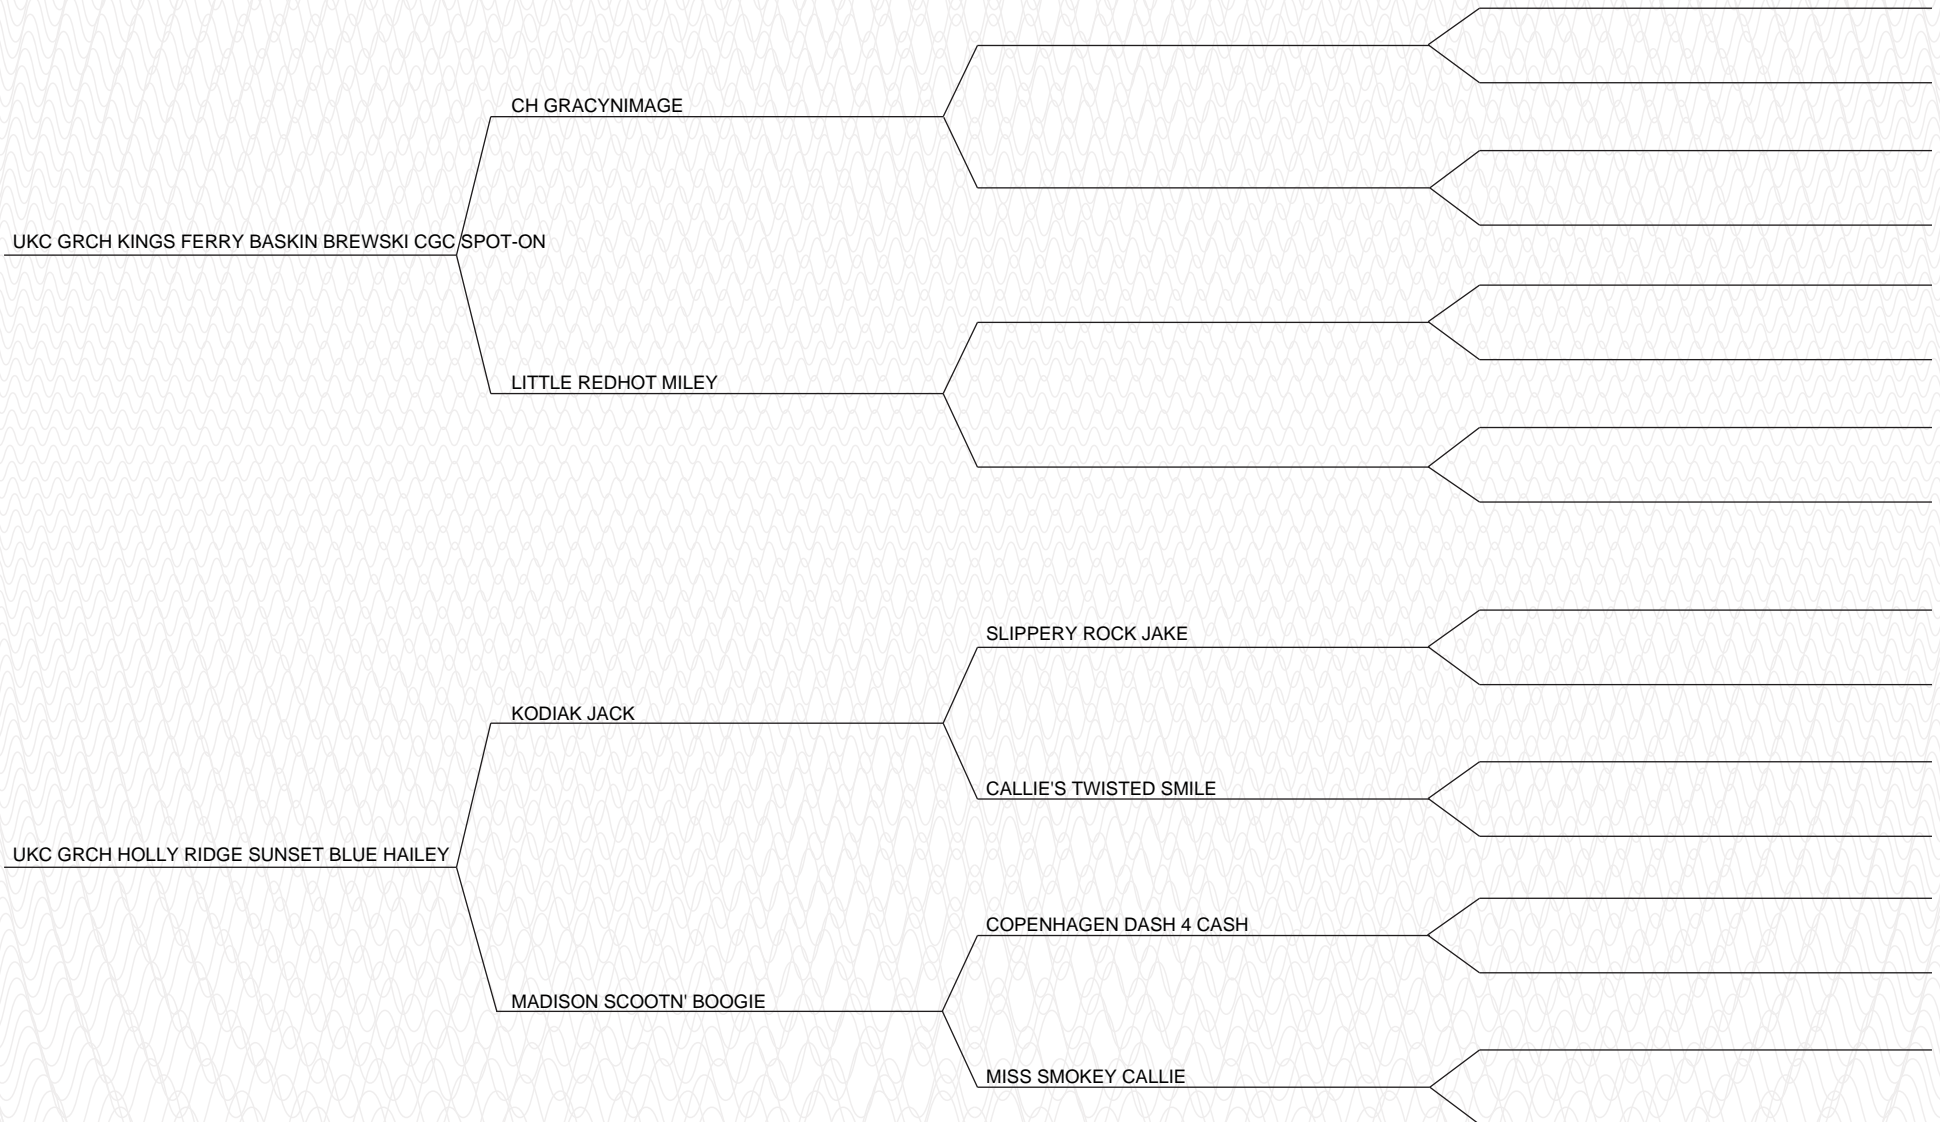 CH GRACYNIMAGE
UKC GRCH KINGS FERRY BASKIN BREWSKI CGC SPOT-ON
LITTLE REDHOT MILEY
SLIPPERY ROCK JAKE
KODIAK JACK
CALLIE'S TWISTED SMILE
UKC GRCH HOLLY RIDGE SUNSET BLUE HAILEY
COPENHAGEN DASH 4 CASH
MADISON SCOOTN' BOOGIE
MISS SMOKEY CALLIE